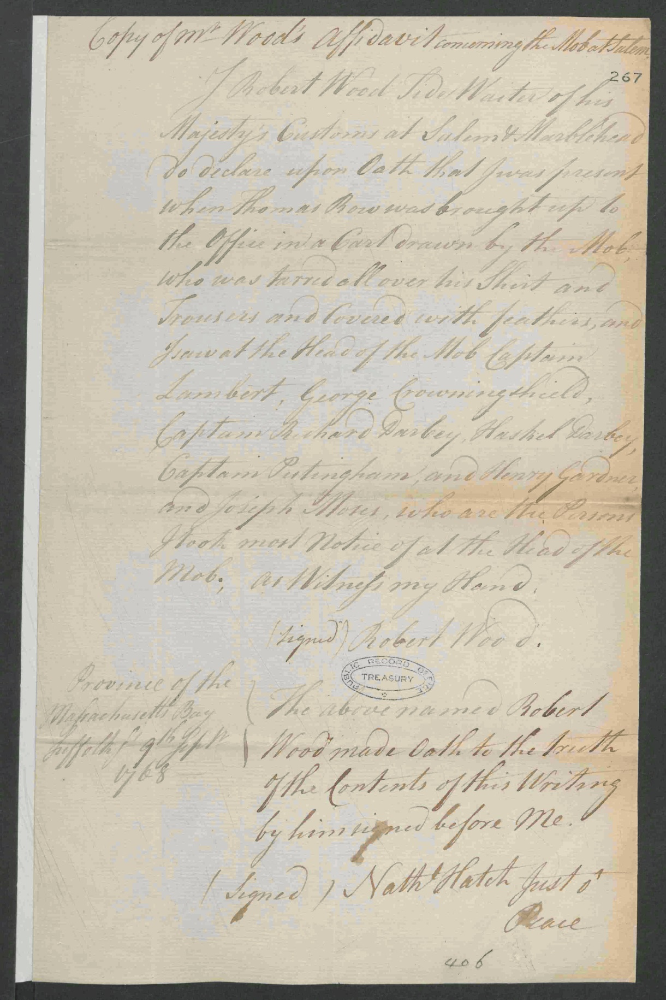 Copy of Mr Wood's Affidavit concerning the Mob at Salem.
267
I Robert Wood Tide Waiter of his
Majesty's Customs at Salem & Marblehead
do declare upon Oath that I was present
when Thomas Row was brought up to
the Office in a Cart drawn by the Mob,
who was tarred all over his Shirt and
Trousers and Covered with feathers, and
I saw at the Head of the Mob Captain
Lambert, George Crowningshield,
Captain Richard Darbey, Haskel Darbey,
Captain Putingham, and Henry Gardner,
and Joseph Moses, who are the Persons
I took most Notice of at the Head of the
Mob; as Witness my Hand.
(signed) Robert Wood.
PUBLIC RECORD OFFICE
TREASURY
Province of the
Massachusetts Bay
Suffolk ss 9th Sept
1768
The above named Robert
Wood made Oath to the truth
of the Contents of this Writing
by him signed before Me.
(Signed) Nathl Hatch Just o'
Peace
406